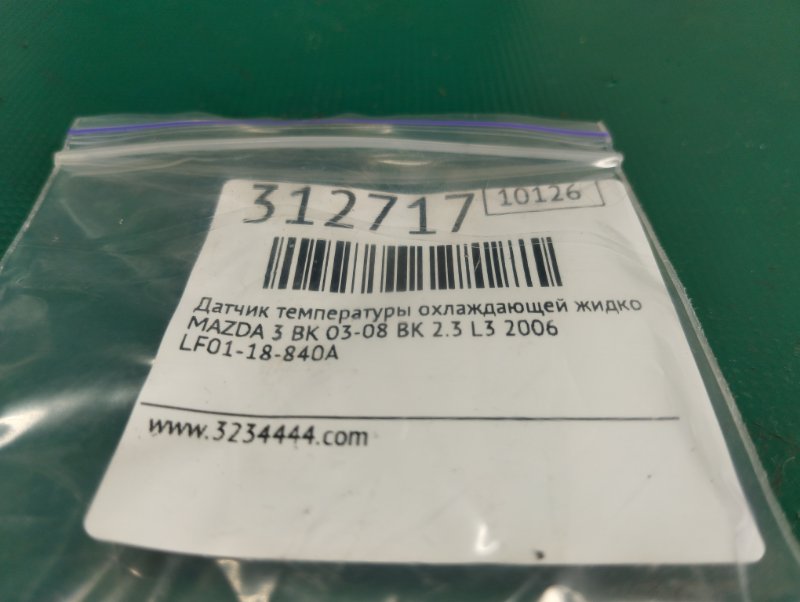 312717 10126
Датчик температуры охлаждающей жидко
MAZDA 3 BK 03-08 BK 2.3 L3 2006
LF01-18-840A
www.3234444.com